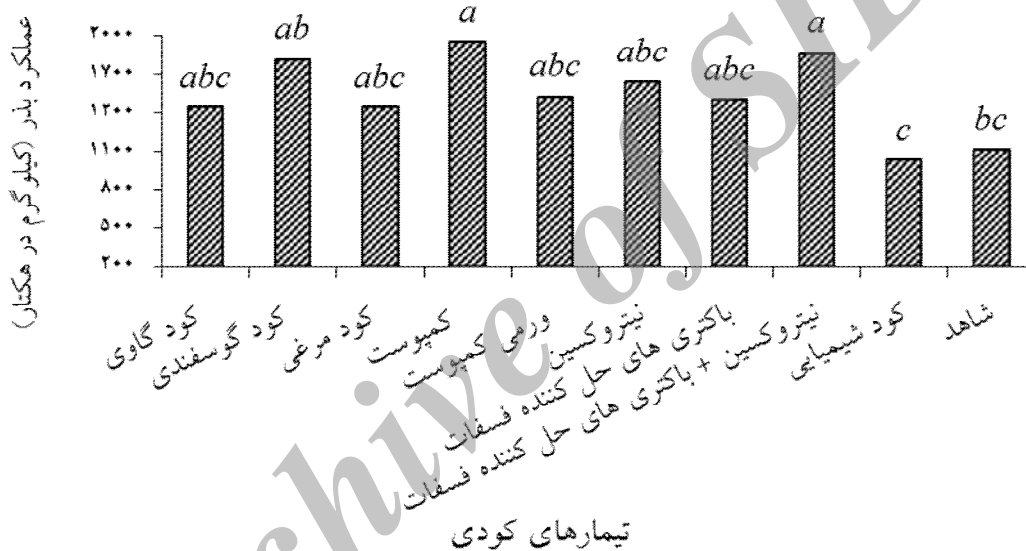 عملکرد بذر (کیلوگرم در هکتار)
۲۰۰۰
۱۷۰۰
۱۴۰۰
۱۱۰۰
۸۰۰
۵۰۰
۲۰۰
abc
ab
abc
a
abc
abc
abc
a
c
bc
کود گاوی
کود گوسفندی
کود مرغی
کمپوست
ورمی کمپوست
نیتروکسین
باکتری های حل کننده فسفات
نیتروکسین + باکتری های حل کننده فسفات
کود شیمیایی
شاهد
تیمارهای کودی